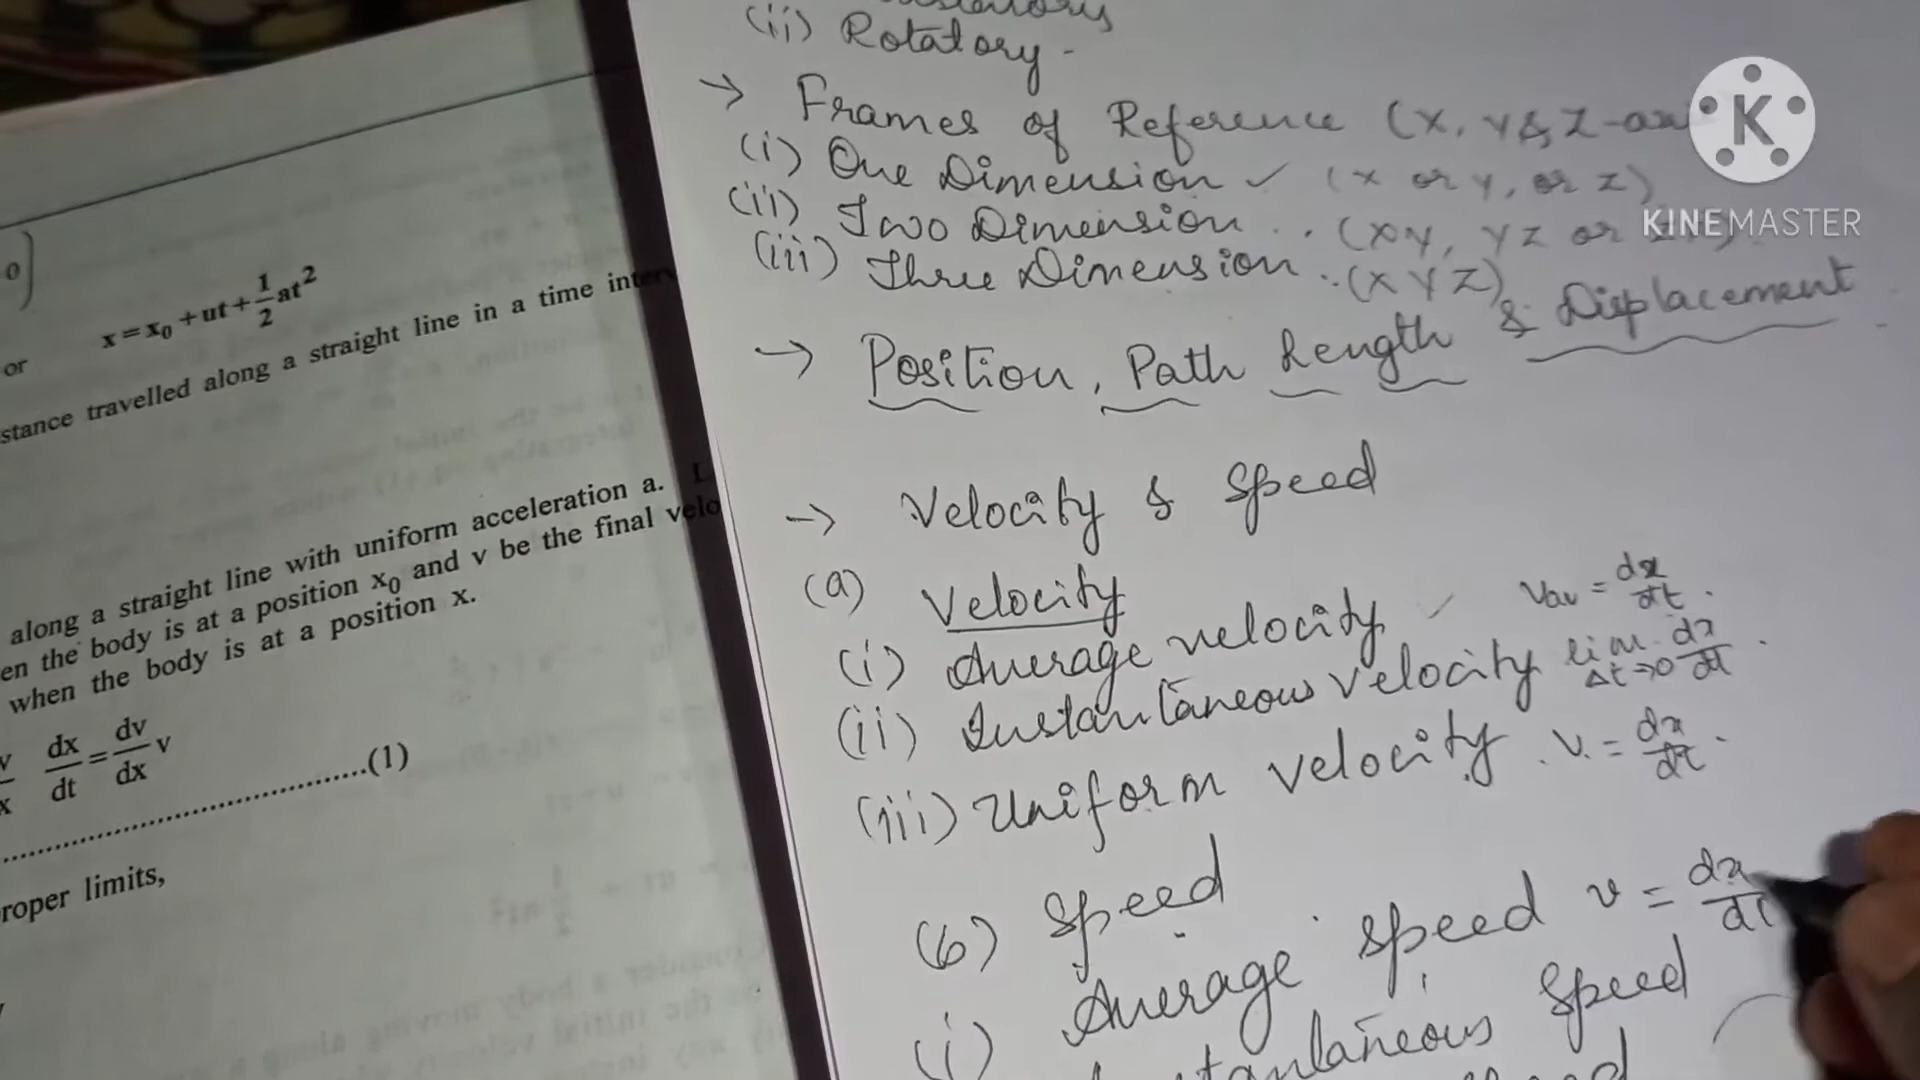 0)
or x = x₀ + ut + 1/2 at²
stance travelled along a straight line in a time
along a straight line with uniform acceleration a.
en the body is at a position x₀ and v be the final velo
when the body is at a position x.
dx/dt = dv/dx v
....................(1)
roper limits,
(ii) Rotatory -
→ Frames of Reference (X, Y & Z-
(i) One Dimension ✓ (x or y, or z)
(ii) Two Dimension . . (XY, YZ or
(iii) Three Dimension . . (XYZ)
→ Position, Path Length & Displacement
→ Velocity & Speed
(a) Velocity
(i) Average velocity ✓ Vav = dx/dt .
(ii) Instantaneous velocity lim Δt→0 dx/dt .
(iii) Uniform velocity . V. = dx/dt .
(b) Speed
(i) Average speed v = dx/dt
Speed
K
KINEMASTER